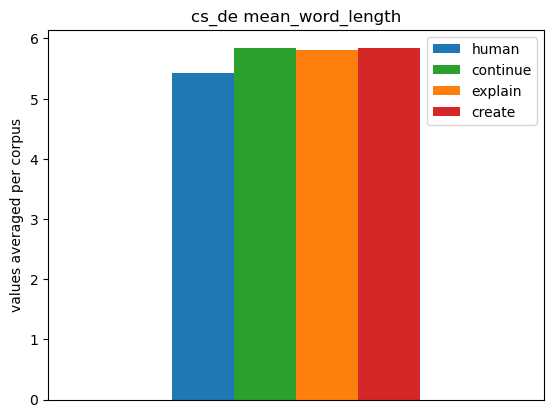 cs_de mean_word_length
values averaged per corpus
6
5
4
3
2
1
0
human
continue
explain
create